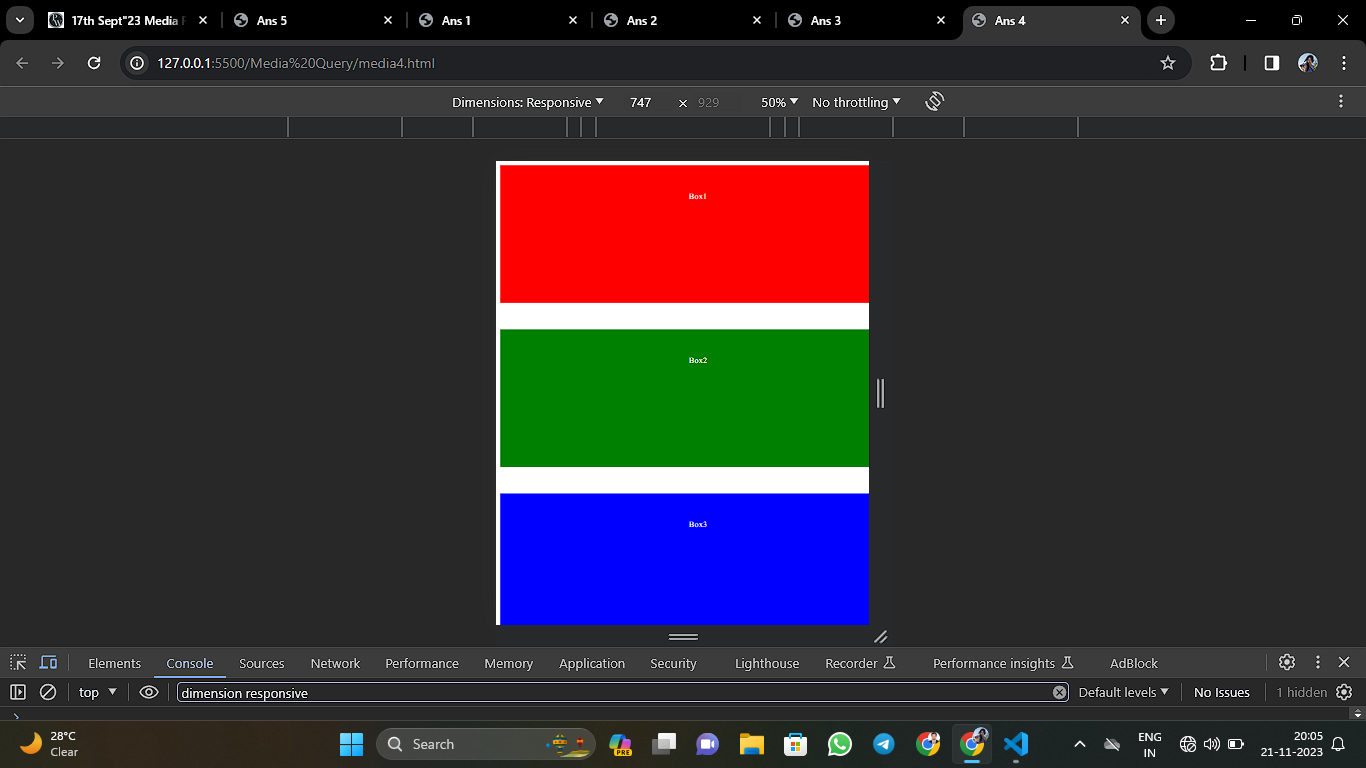 17th Sept"23 Media
Ans 5
Ans 1
Ans 2
Ans 3
Ans 4
127.0.0.1:5500/Media%20Query/media4.html
Dimensions: Responsive 747 × 929 50% No throttling
Box1
Box2
Box3
Elements Console Sources Network Performance Memory Application Security Lighthouse Recorder Performance insights AdBlock
top dimension responsive Default levels No Issues 1 hidden
28°C
Clear
Search
PRE
ENG
IN
20:05
21-11-2023